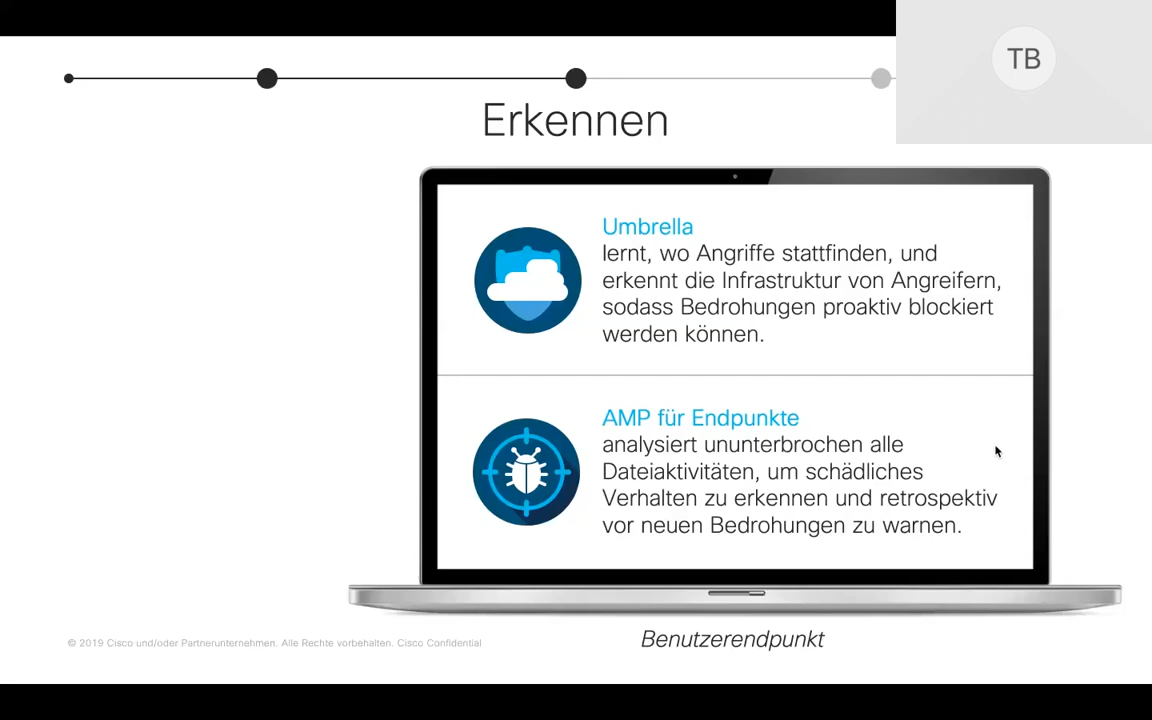 TB
Erkennen
Umbrella
lernt, wo Angriffe stattfinden, und
erkennt die Infrastruktur von Angreifern,
sodass Bedrohungen proaktiv blockiert
werden können.
AMP für Endpunkte
analysiert ununterbrochen alle
Dateiaktivitäten, um schädliches
Verhalten zu erkennen und retrospektiv
vor neuen Bedrohungen zu warnen.
Benutzerendpunkt
© 2019 Cisco und/oder Partnerunternehmen. Alle Rechte vorbehalten. Cisco Confidential